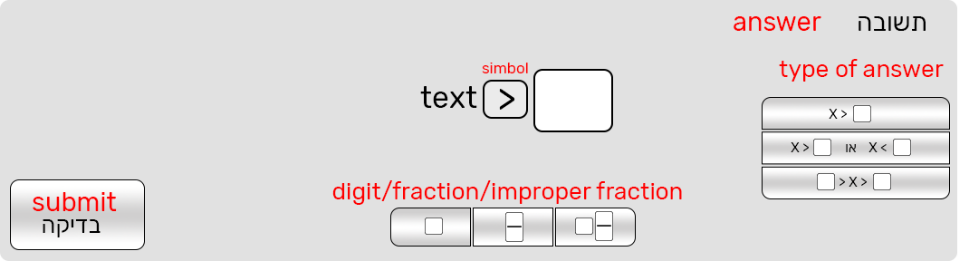 answer תשובה
type of answer
simbol
text >
X >
X > או X <
> X >
digit/fraction/improper fraction
submit
בדיקה